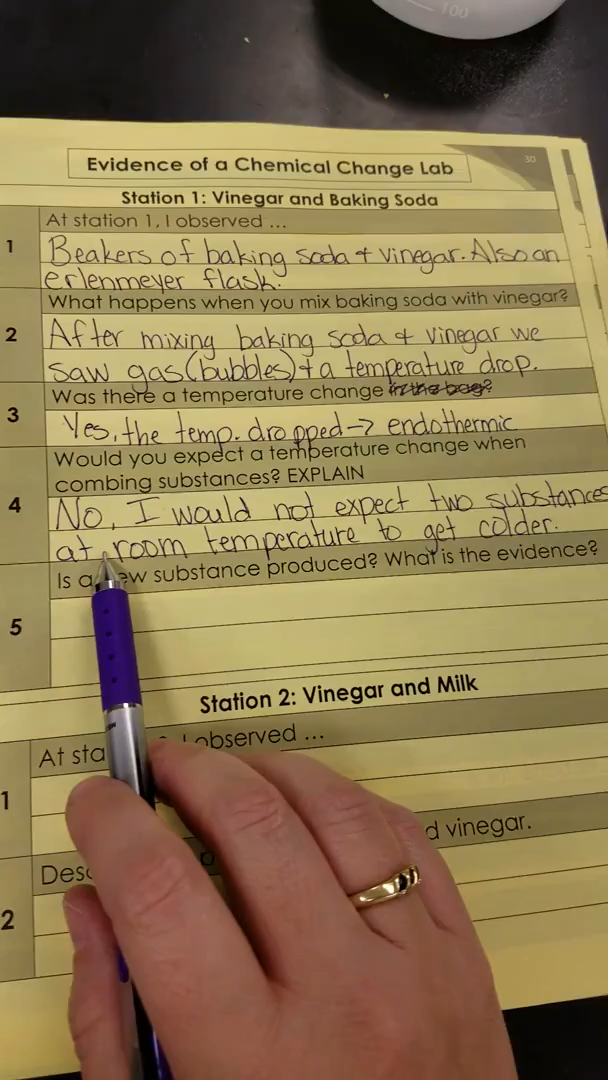 100
30
Evidence of a Chemical Change Lab
Station 1: Vinegar and Baking Soda
At station 1, I observed ...
1
Beakers of baking soda + vinegar. Also an
erlenmeyer flask.
What happens when you mix baking soda with vinegar?
2
After mixing baking soda + vinegar we
saw gas (bubbles) + a temperature drop.
Was there a temperature change in the bag?
3
Yes, the temp. dropped → endothermic
Would you expect a temperature change when
combing substances? EXPLAIN
4
No, I would not expect two substances
at room temperature to get colder.
Is a ew substance produced? What is the evidence?
5
Station 2: Vinegar and Milk
At sta I observed ...
1
Desc d vinegar.
2